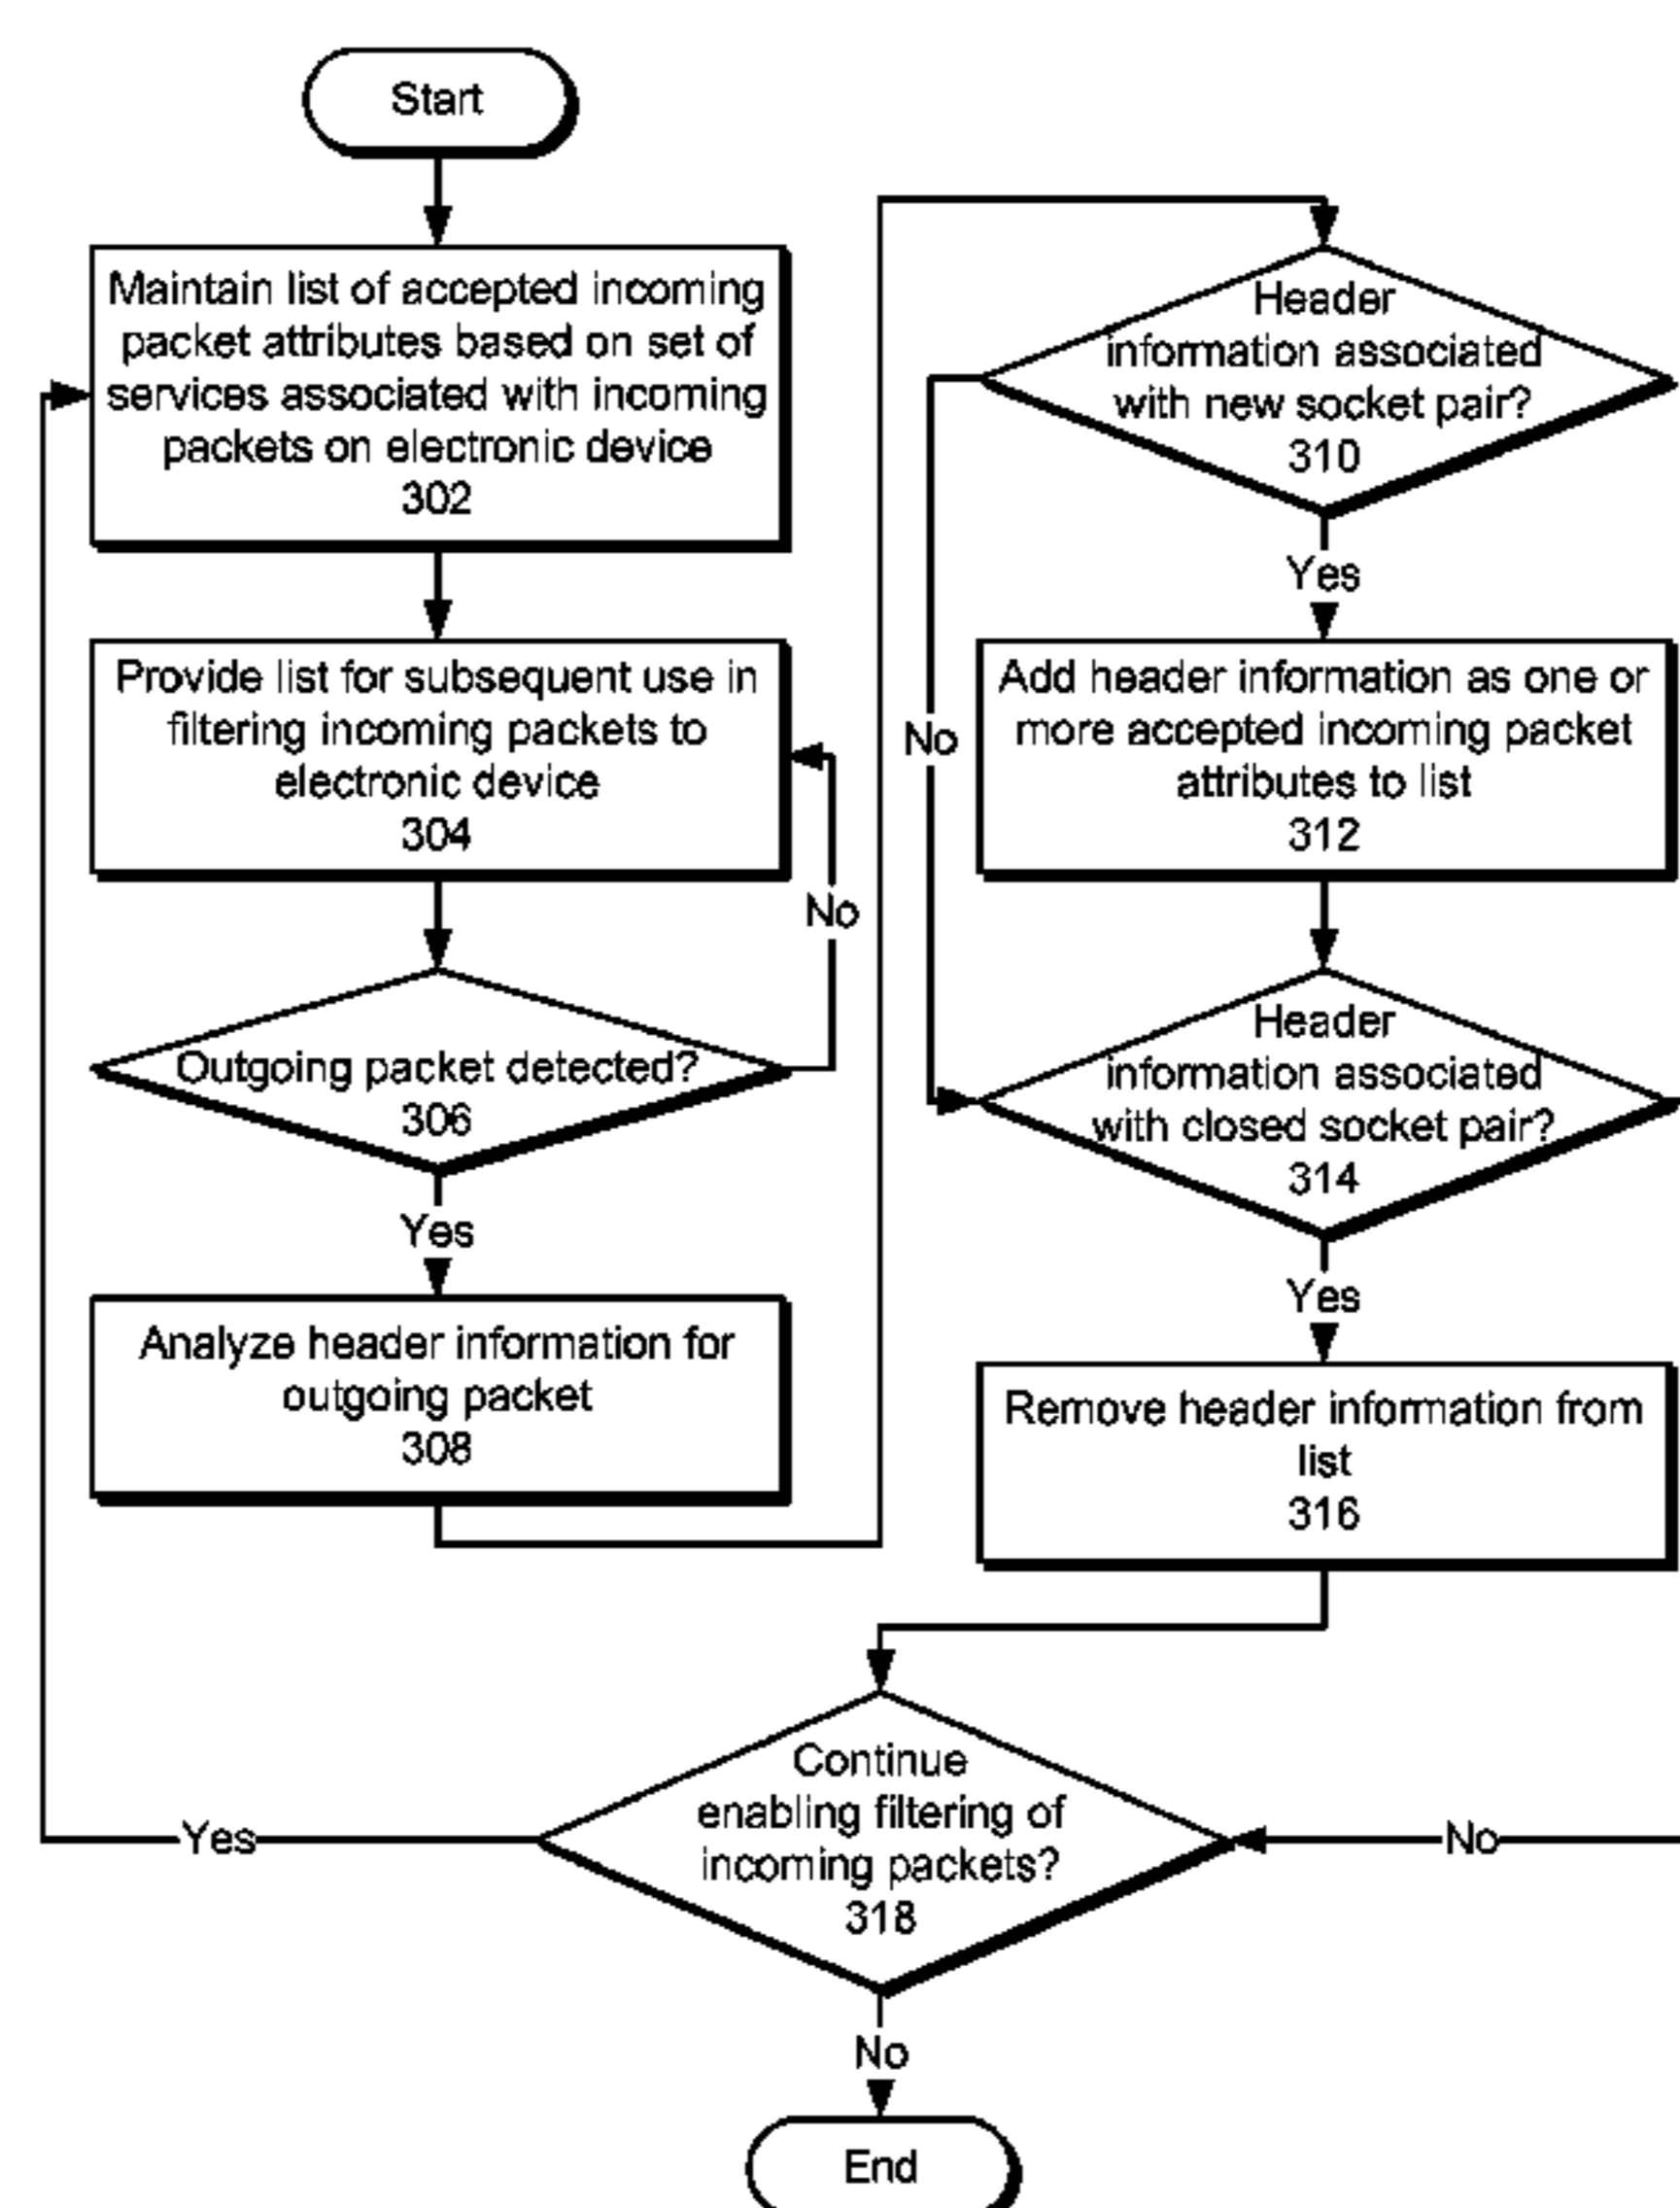 Start
Maintain list of accepted incoming
packet attributes based on set of
services associated with incoming
packets on electronic device
302
Provide list for subsequent use in
filtering incoming packets to
electronic device
304
No
Outgoing packet detected?
306
Yes
Analyze header information for
outgoing packet
308
Header
information associated
with new socket pair?
310
Yes
No
Add header information as one or
more accepted incoming packet
attributes to list
312
Header
information associated
with closed socket pair?
314
Yes
Remove header information from
list
316
Continue
enabling filtering of
incoming packets?
318
Yes
No
No
End